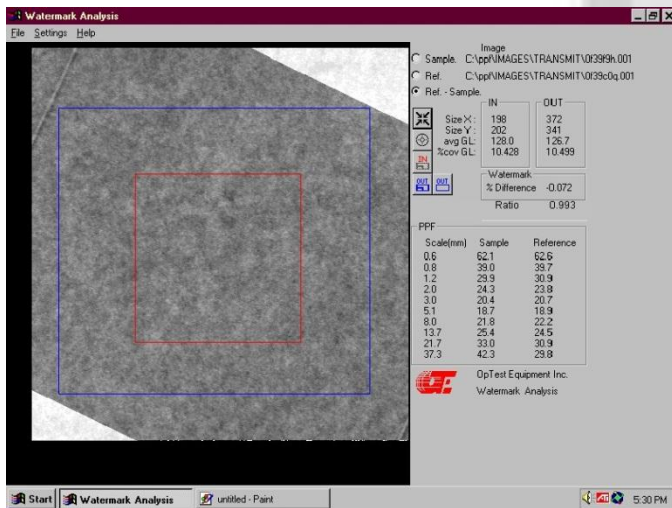 Watermark Analysis
File Settings Help
Image
Sample. C:\ppf\IMAGES\TRANSMIT\0f39f9h.001
Ref. C:\ppf\IMAGES\TRANSMIT\0f39c0q.001
Ref. - Sample.
IN OUT
Size X : 198 372
Size Y : 202 341
avg GL: 128.0 126.7
%cov GL: 10.428 10.499
IN
OUT OUT
Watermark
% Difference -0.072
Ratio 0.993
PPF
Scale(mm) Sample Reference
0.6 62.1 62.6
0.8 39.0 39.7
1.2 29.9 30.9
2.0 24.3 23.8
3.0 20.4 20.7
5.1 18.7 18.9
8.0 21.8 22.2
13.7 25.4 24.5
21.7 33.0 30.9
37.3 42.3 29.8
OpTest Equipment Inc.
Watermark Analysis
Start Watermark Analysis untitled - Paint ATI 5:30 PM